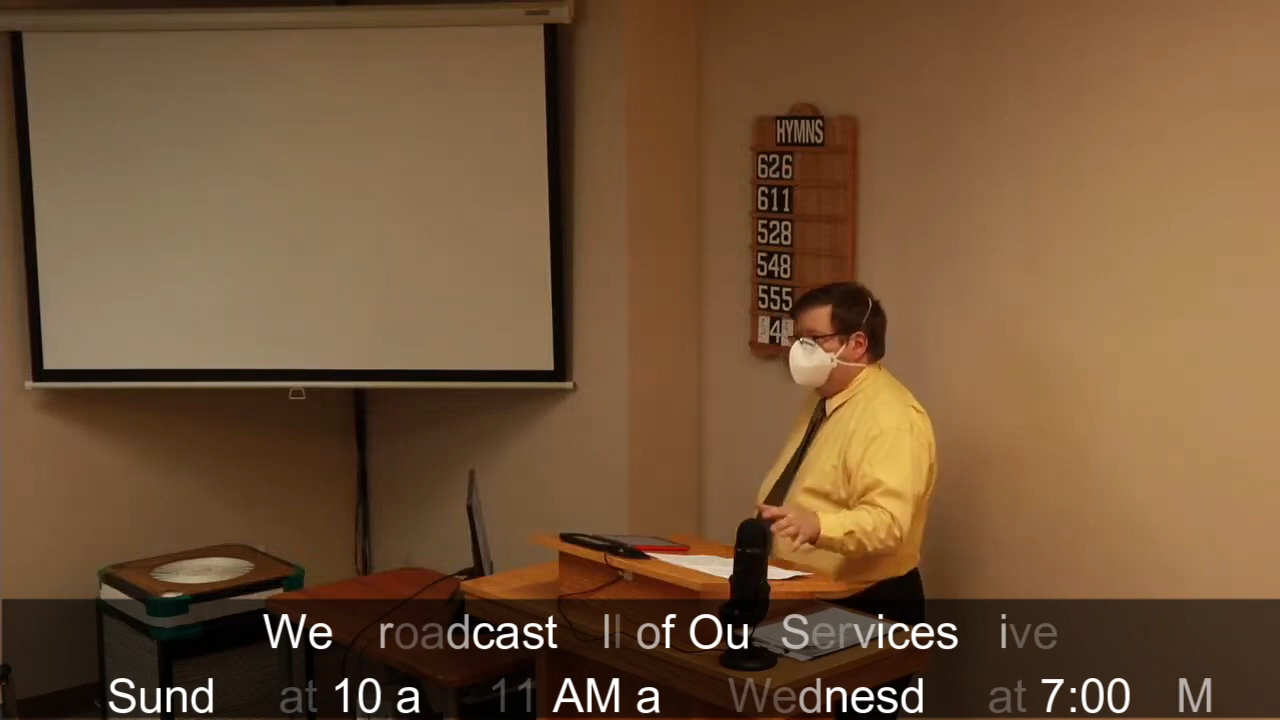 HYMNS
626
611
528
548
555
We roadcast ll of Ou Services ive
Sund at 10 a 11 AM a Wednesd at 7:00 M